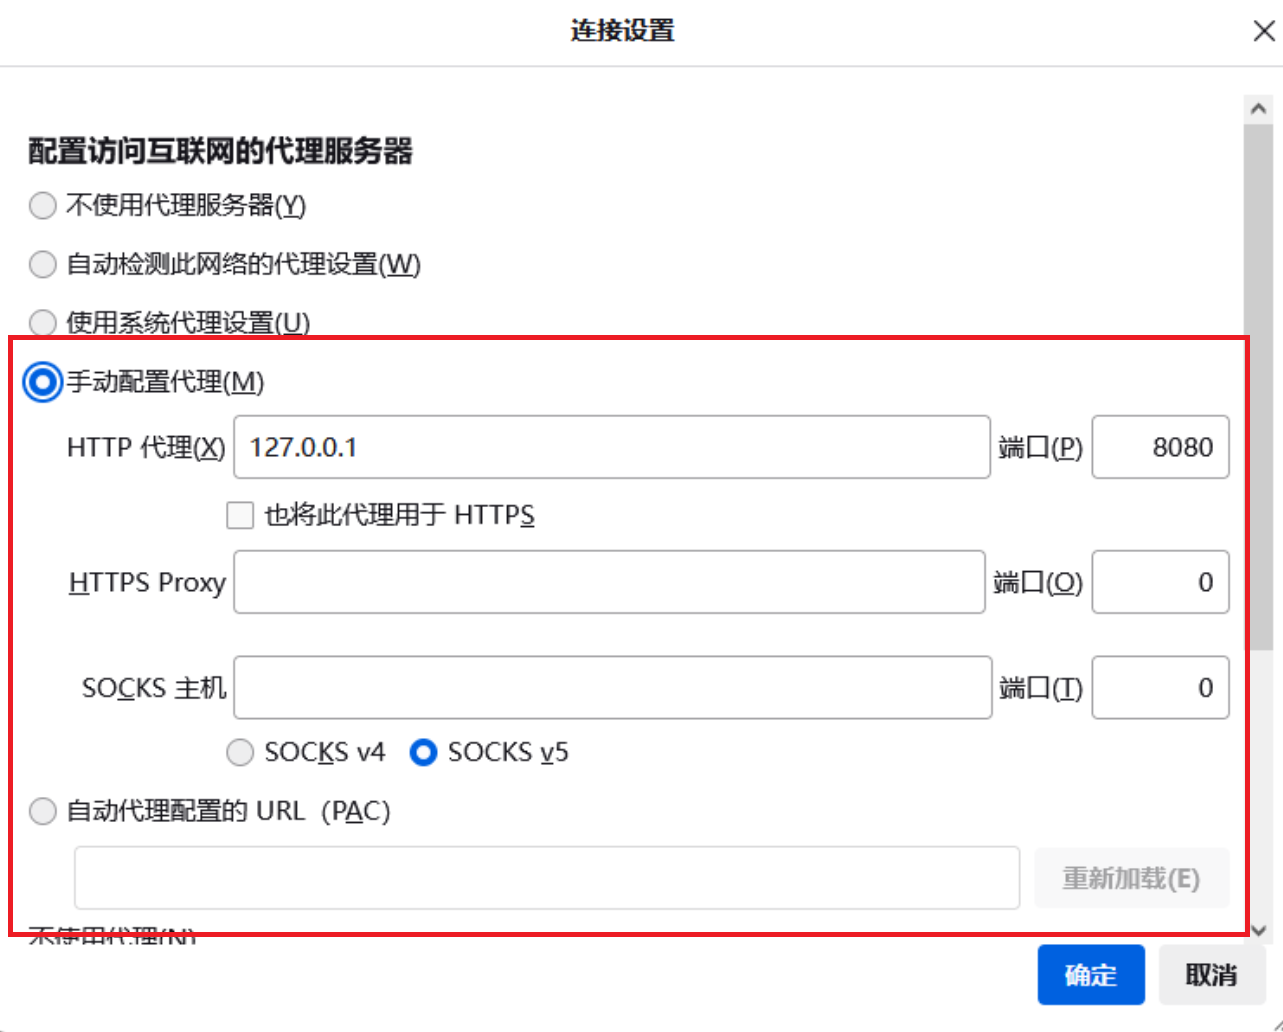 连接设置
配置访问互联网的代理服务器
不使用代理服务器(Y)
自动检测此网络的代理设置(W)
使用系统代理设置(U)
手动配置代理(M)
HTTP 代理(X) 127.0.0.1 端口(P) 8080
也将此代理用于 HTTPS
HTTPS Proxy 端口(O) 0
SOCKS 主机 端口(T) 0
SOCKS v4 SOCKS v5
自动代理配置的 URL（PAC）
重新加载(E)
不使用代理(N)
确定 取消